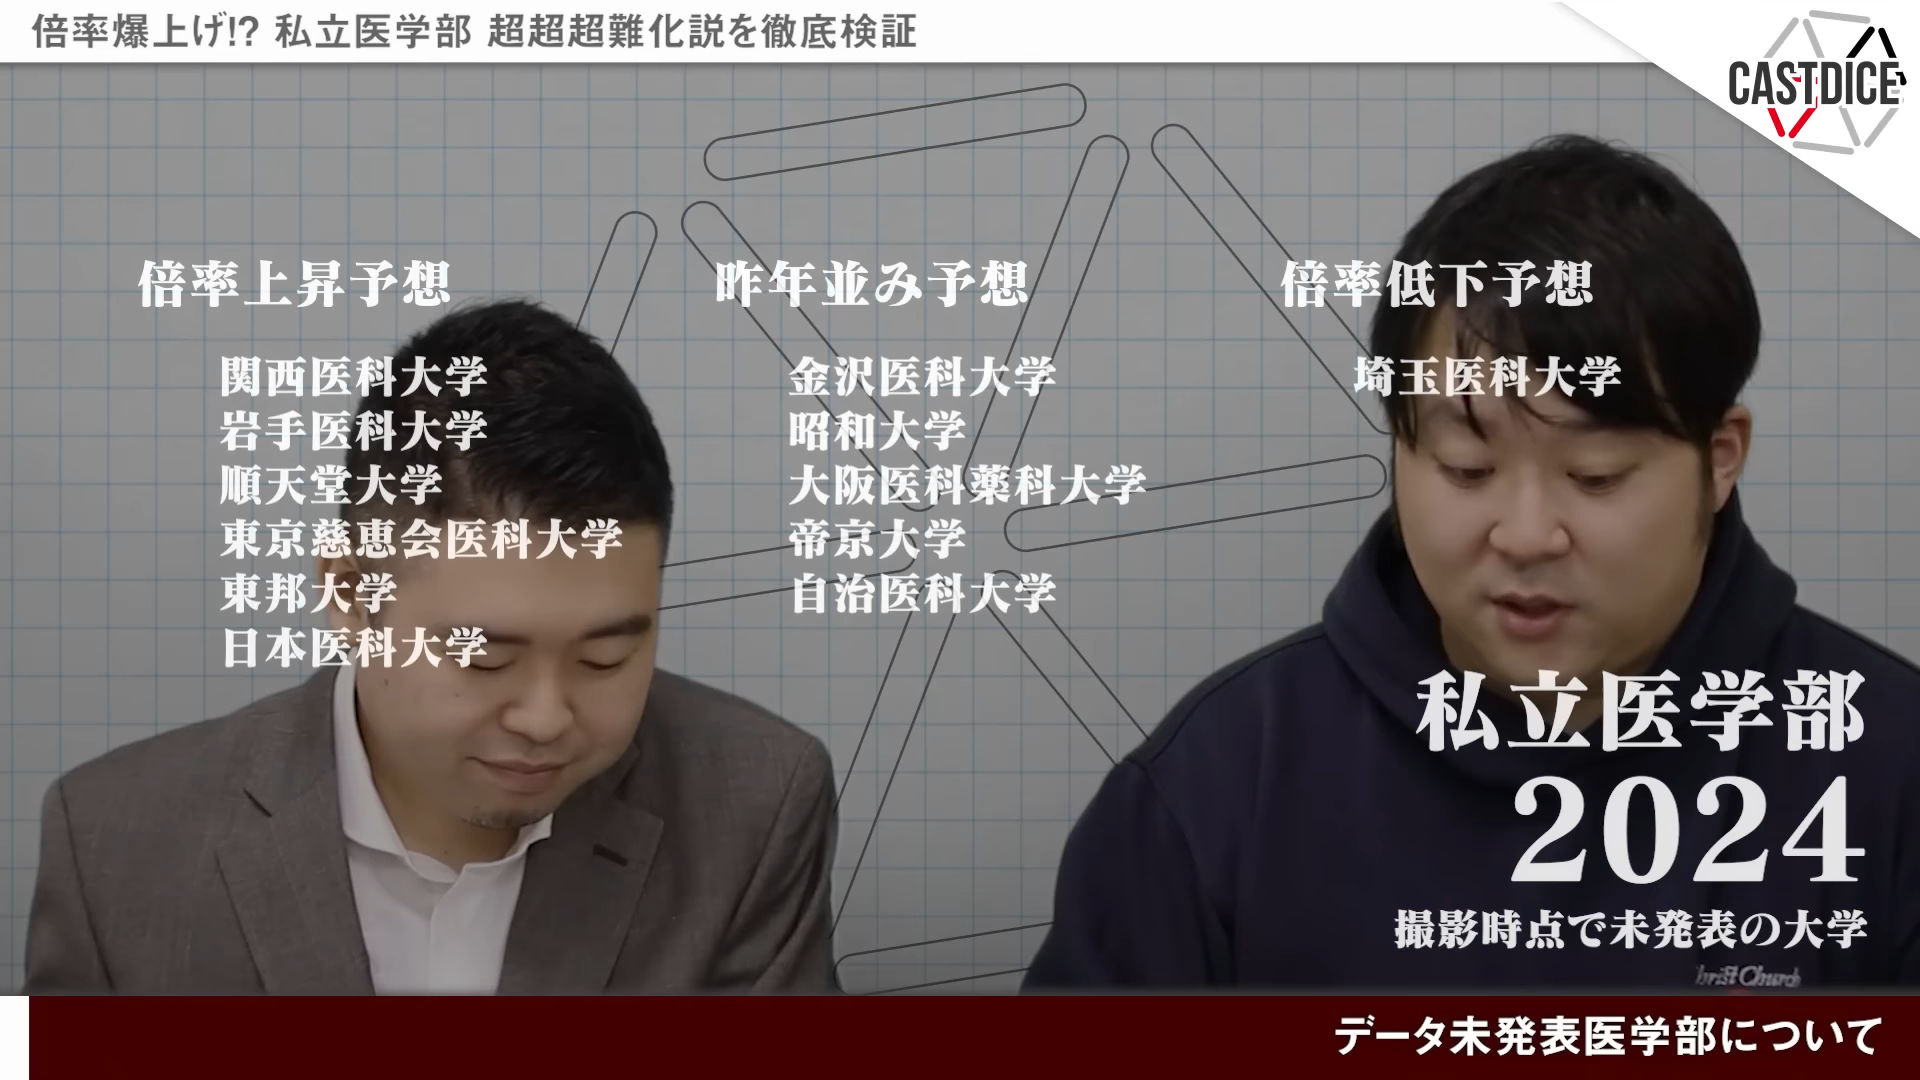 倍率爆上げ!? 私立医学部 超超超難化説を徹底検証
CASTDICE
倍率上昇予想
関西医科大学
岩手医科大学
順天堂大学
東京慈恵会医科大学
東邦大学
日本医科大学
昨年並み予想
金沢医科大学
昭和大学
大阪医科薬科大学
帝京大学
自治医科大学
倍率低下予想
埼玉医科大学
私立医学部
2024
撮影時点で未発表の大学
Church
データ未発表医学部について